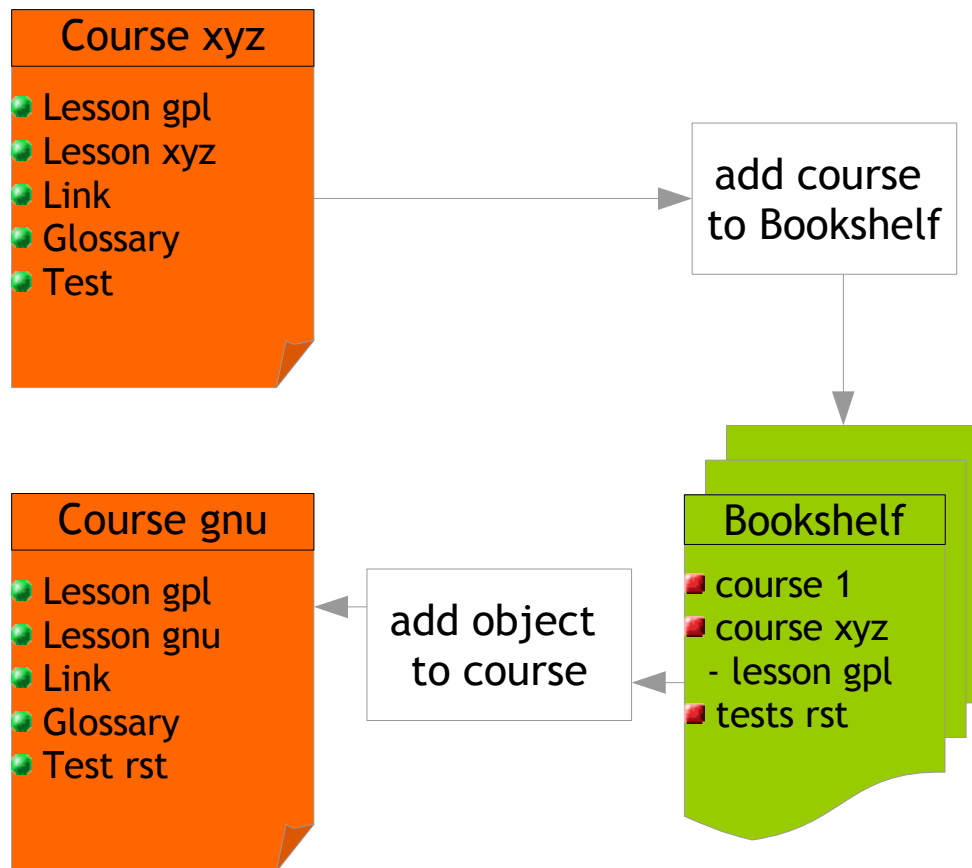 Course xyz
Lesson gpl
Lesson xyz
Link
Glossary
Test
add course
to Bookshelf
Bookshelf
course 1
course xyz
- lesson gpl
tests rst
add object
to course
Course gnu
Lesson gpl
Lesson gnu
Link
Glossary
Test rst